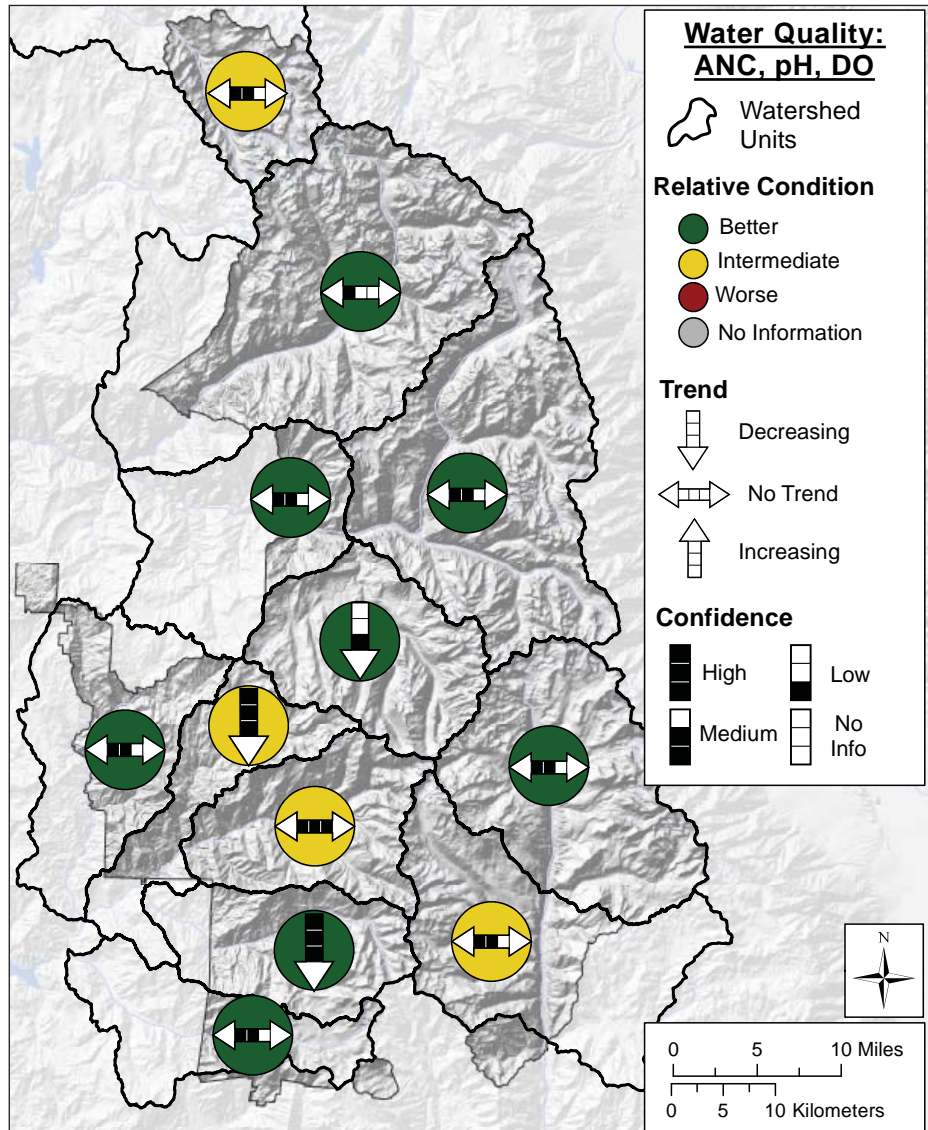 Water Quality:
ANC, pH, DO
Watershed
Units
Relative Condition
Better
Intermediate
Worse
No Information
Trend
Decreasing
No Trend
Increasing
Confidence
High
Low
Medium
No
Info
N
0 5 10 Miles
0 5 10 Kilometers